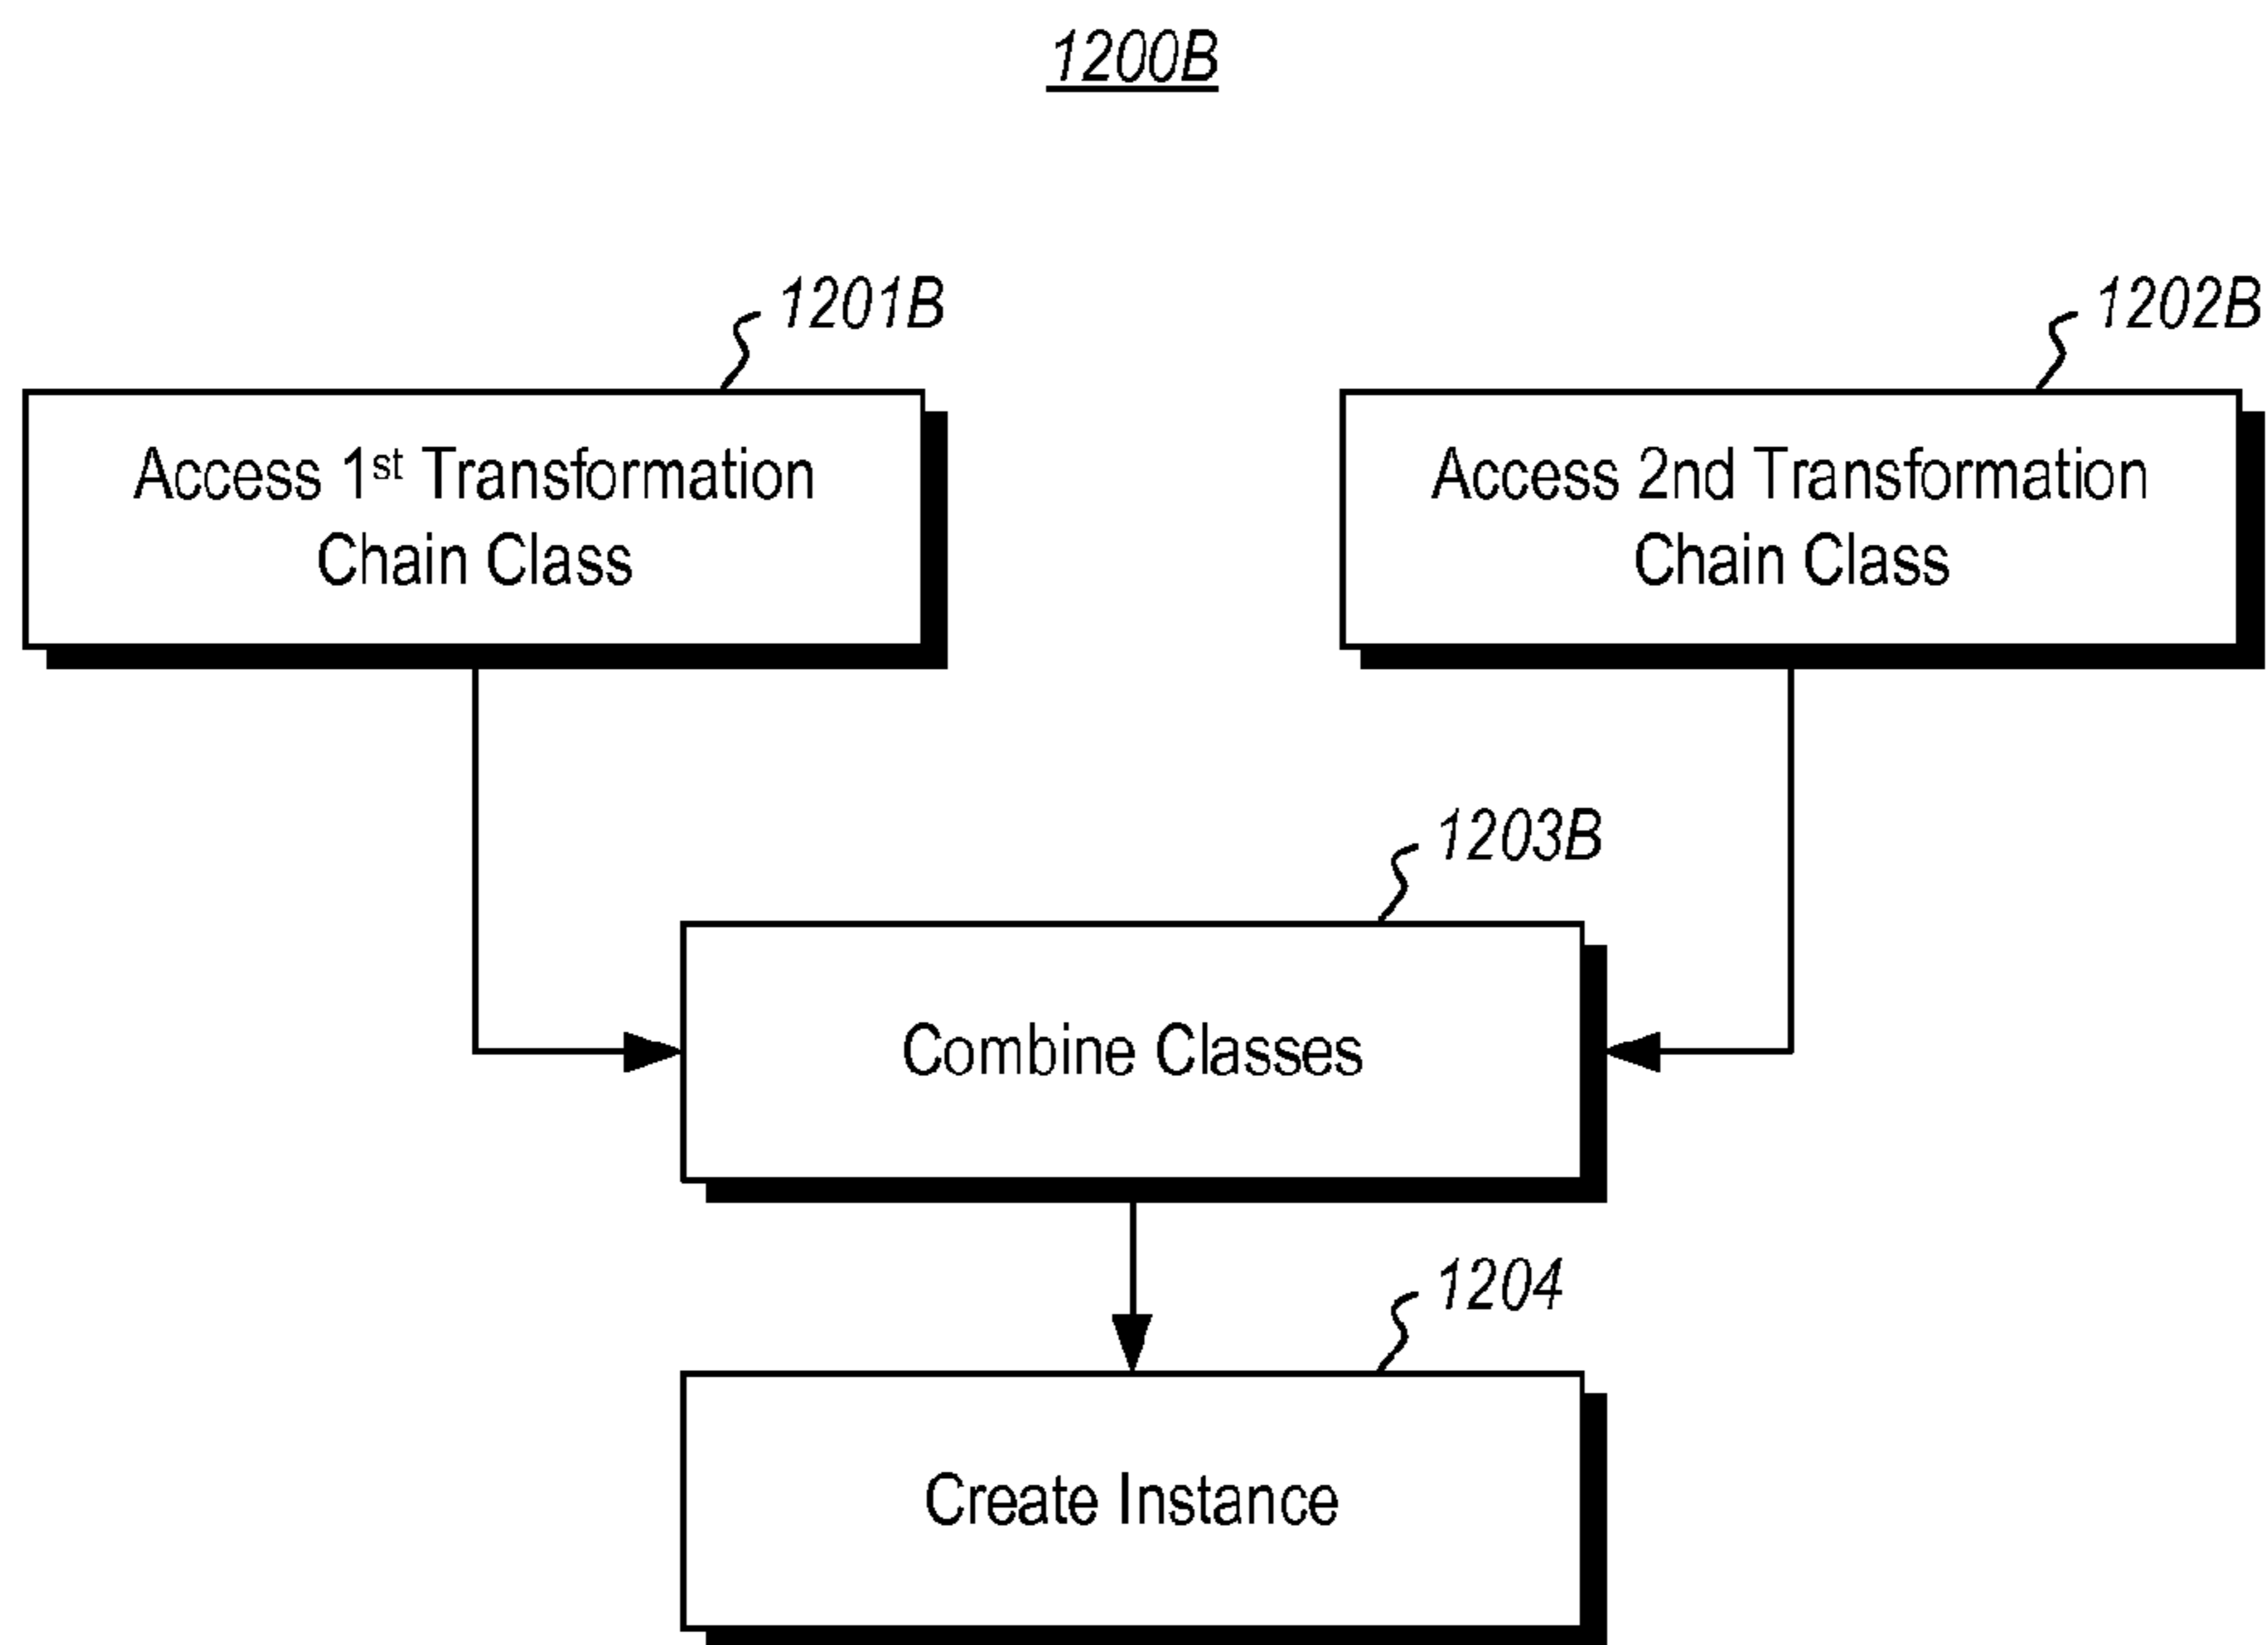 1200B
1201B
1202B
Access 1st Transformation
Chain Class
Access 2nd Transformation
Chain Class
1203B
Combine Classes
1204
Create Instance